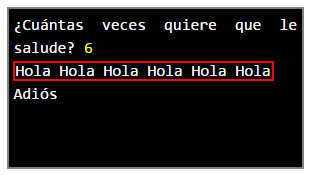 ¿Cuántas veces quiere que le
salude? 6
Hola Hola Hola Hola Hola Hola
Adiós